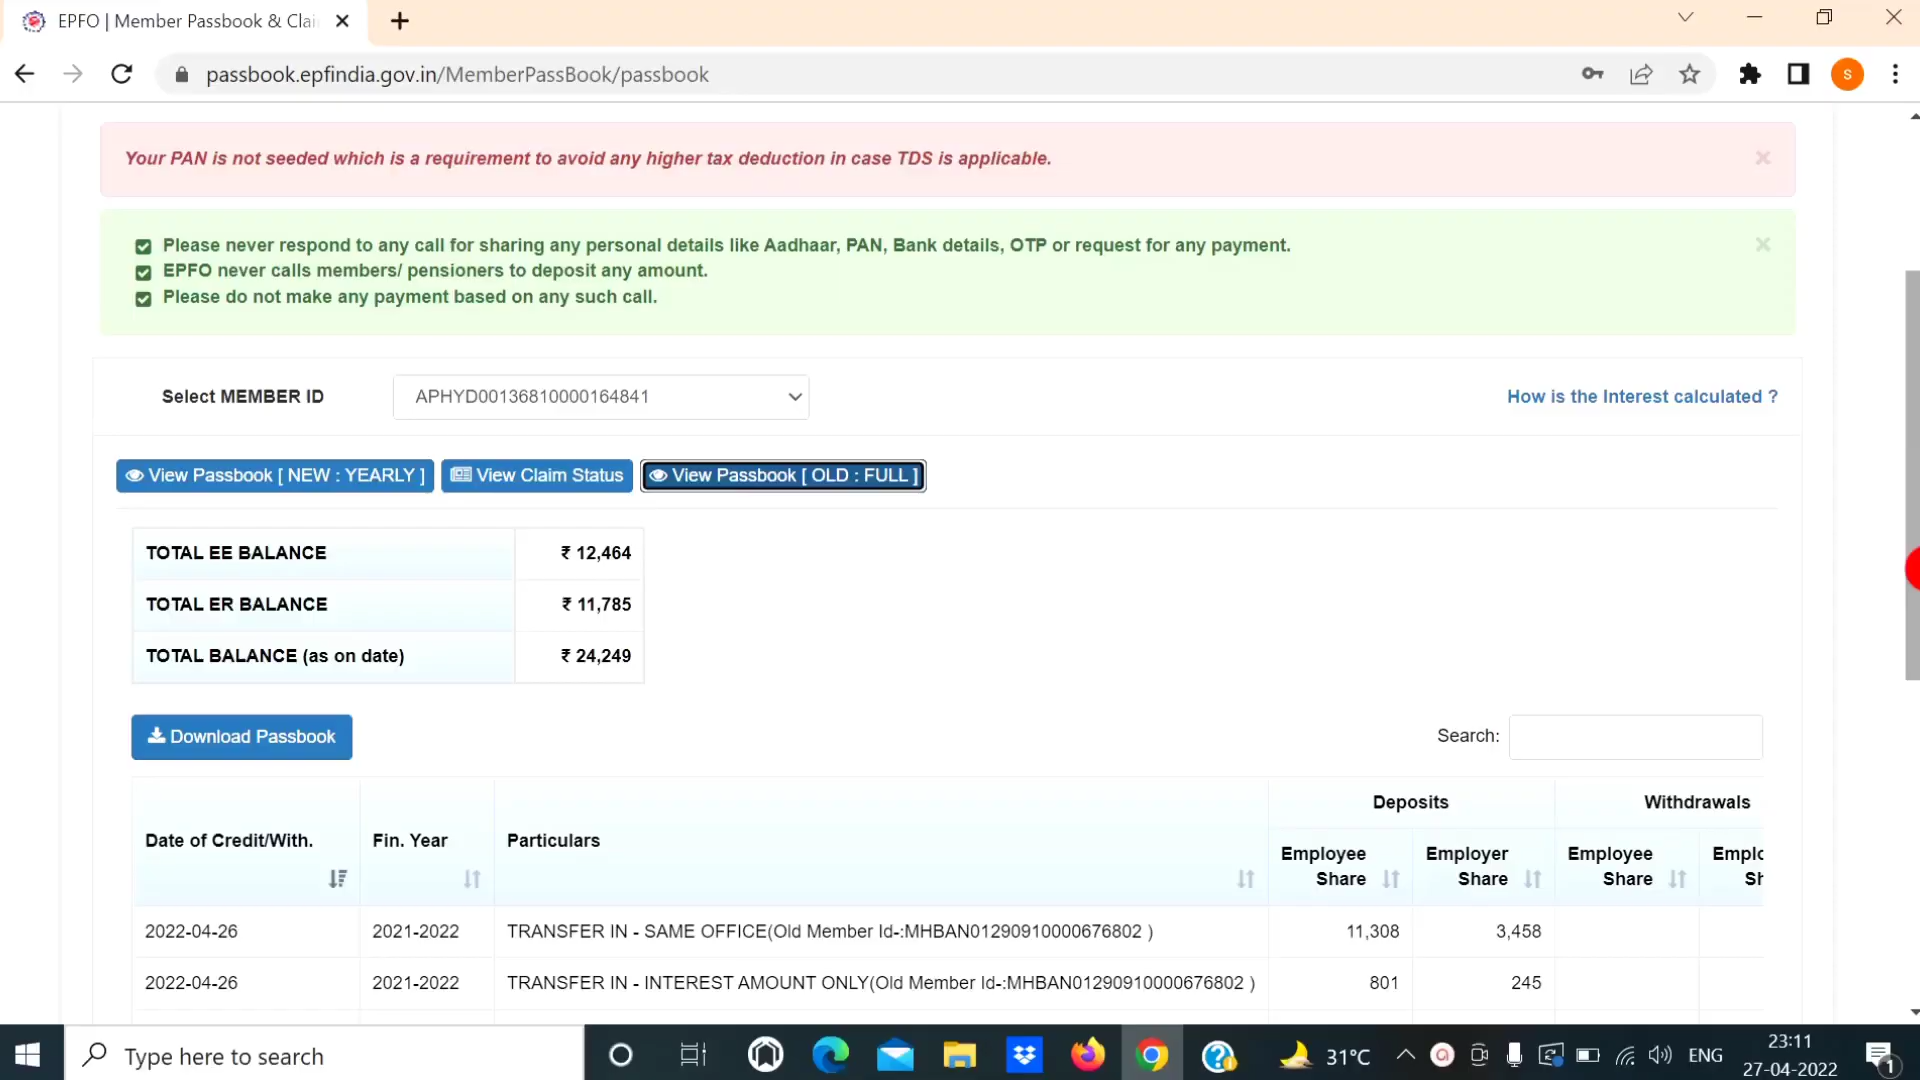 EPFO | Member Passbook & Clai
passbook.epfindia.gov.in/MemberPassBook/passbook
S
Your PAN is not seeded which is a requirement to avoid any higher tax deduction in case TDS is applicable.
Please never respond to any call for sharing any personal details like Aadhaar, PAN, Bank details, OTP or request for any payment.
EPFO never calls members/ pensioners to deposit any amount.
Please do not make any payment based on any such call.
Select MEMBER ID
APHYD00136810000164841
How is the Interest calculated ?
View Passbook [ NEW : YEARLY ]
View Claim Status
View Passbook [ OLD : FULL ]
TOTAL EE BALANCE ₹ 12,464
TOTAL ER BALANCE ₹ 11,785
TOTAL BALANCE (as on date) ₹ 24,249
Download Passbook
Search:
Deposits Withdrawals
Date of Credit/With. Fin. Year Particulars
Employee Employer Employee Emplo
Share Share Share Sh
2022-04-26 2021-2022 TRANSFER IN - SAME OFFICE(Old Member Id-:MHBAN01290910000676802 ) 11,308 3,458
2022-04-26 2021-2022 TRANSFER IN - INTEREST AMOUNT ONLY(Old Member Id-:MHBAN01290910000676802 ) 801 245
Type here to search
31°C
ENG
23:11
27-04-2022
1